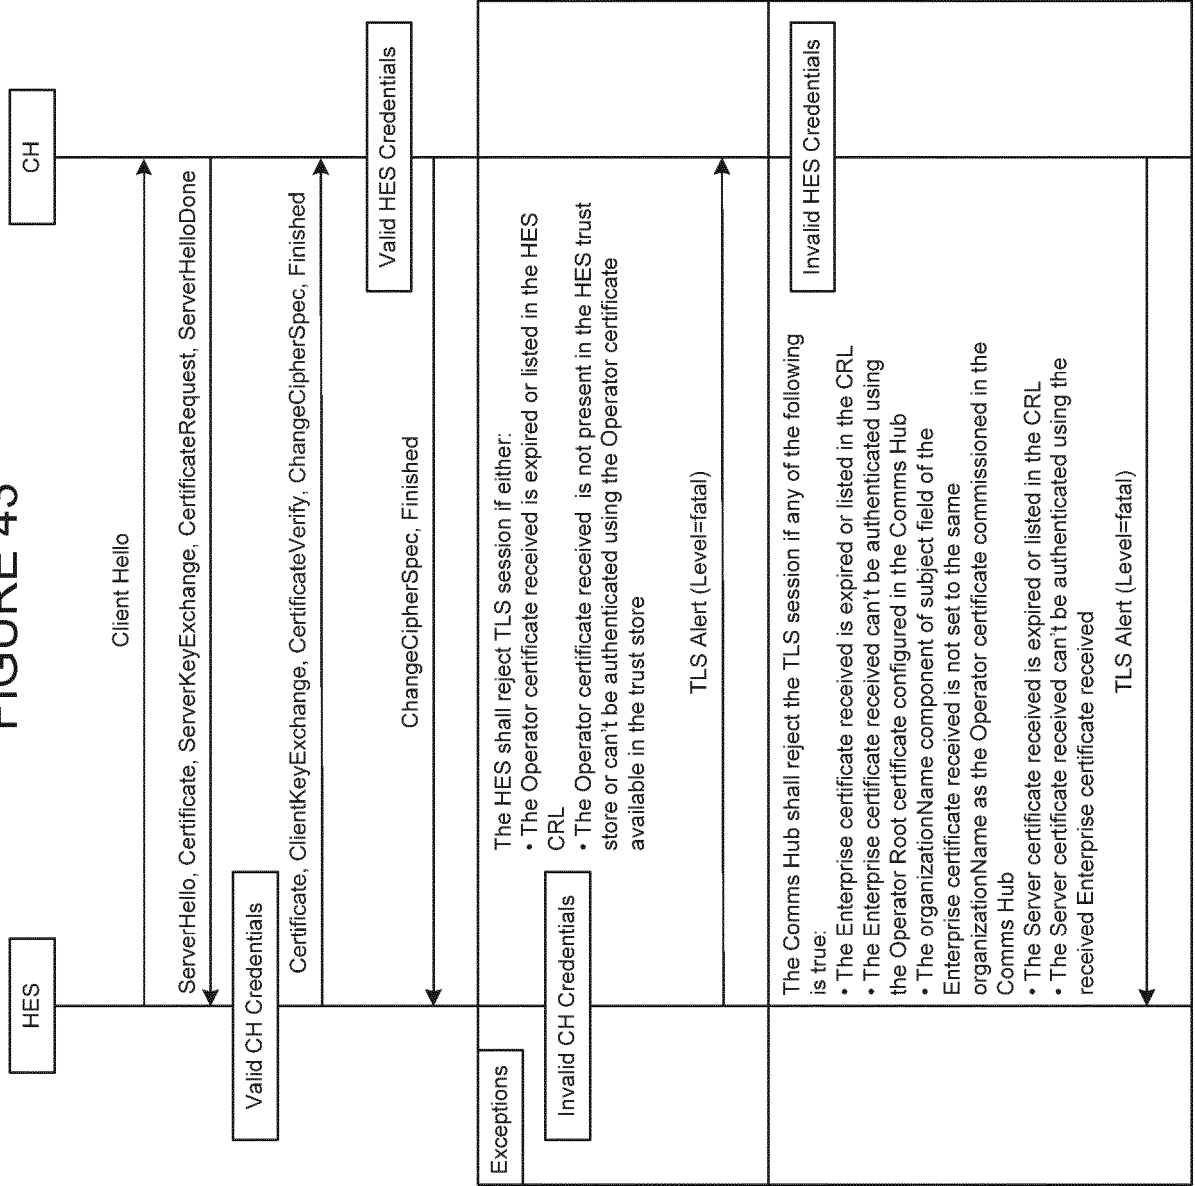 FIGURE 43
HES
CH
Client Hello
ServerHello, Certificate, ServerKeyExchange, CertificateRequest, ServerHelloDone
Valid CH Credentials
Certificate, ClientKeyExchange, CertificateVerify, ChangeCipherSpec, Finished
Valid HES Credentials
ChangeCipherSpec, Finished
Exceptions
The HES shall reject TLS session if either:
• The Operator certificate received is expired or listed in the HES
CRL
• The Operator certificate received is not present in the HES trust
store or can't be authenticated using the Operator certificate
available in the trust store
Invalid CH Credentials
TLS Alert (Level=fatal)
Invalid HES Credentials
The Comms Hub shall reject the TLS session if any of the following
is true:
• The Enterprise certificate received is expired or listed in the CRL
• The Enterprise certificate received can't be authenticated using
the Operator Root certificate configured in the Comms Hub
• The organizationName component of subject field of the
Enterprise certificate received is not set to the same
organizationName as the Operator certificate commissioned in the
Comms Hub
• The Server certificate received is expired or listed in the CRL
• The Server certificate received can't be authenticated using the
received Enterprise certificate received
TLS Alert (Level=fatal)